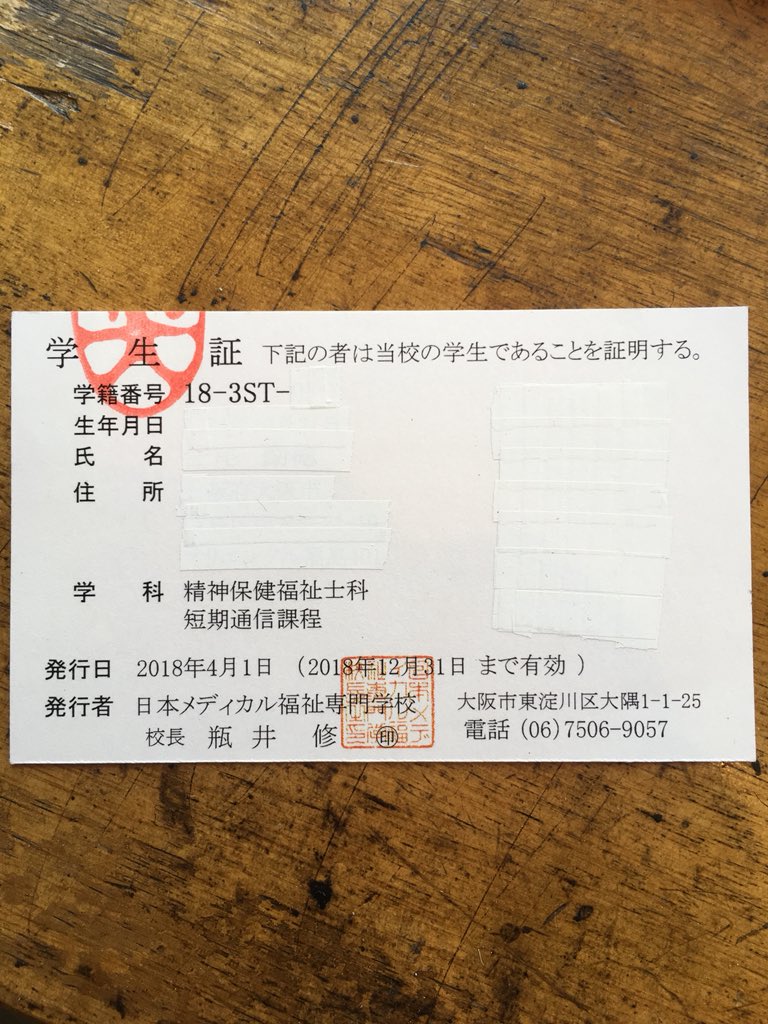 学生証 下記の者は当校の学生であることを証明する。
学籍番号 18-3ST-
生年月日
氏名
住所
学科 精神保健福祉士科
短期通信課程
発行日 2018年4月1日 （2018年12月31日 まで有効 ）
発行者 日本メディカル福祉専門学校 大阪市東淀川区大隅1-1-25
校長 瓶井 修 ㊞ 電話 (06)7506-9057